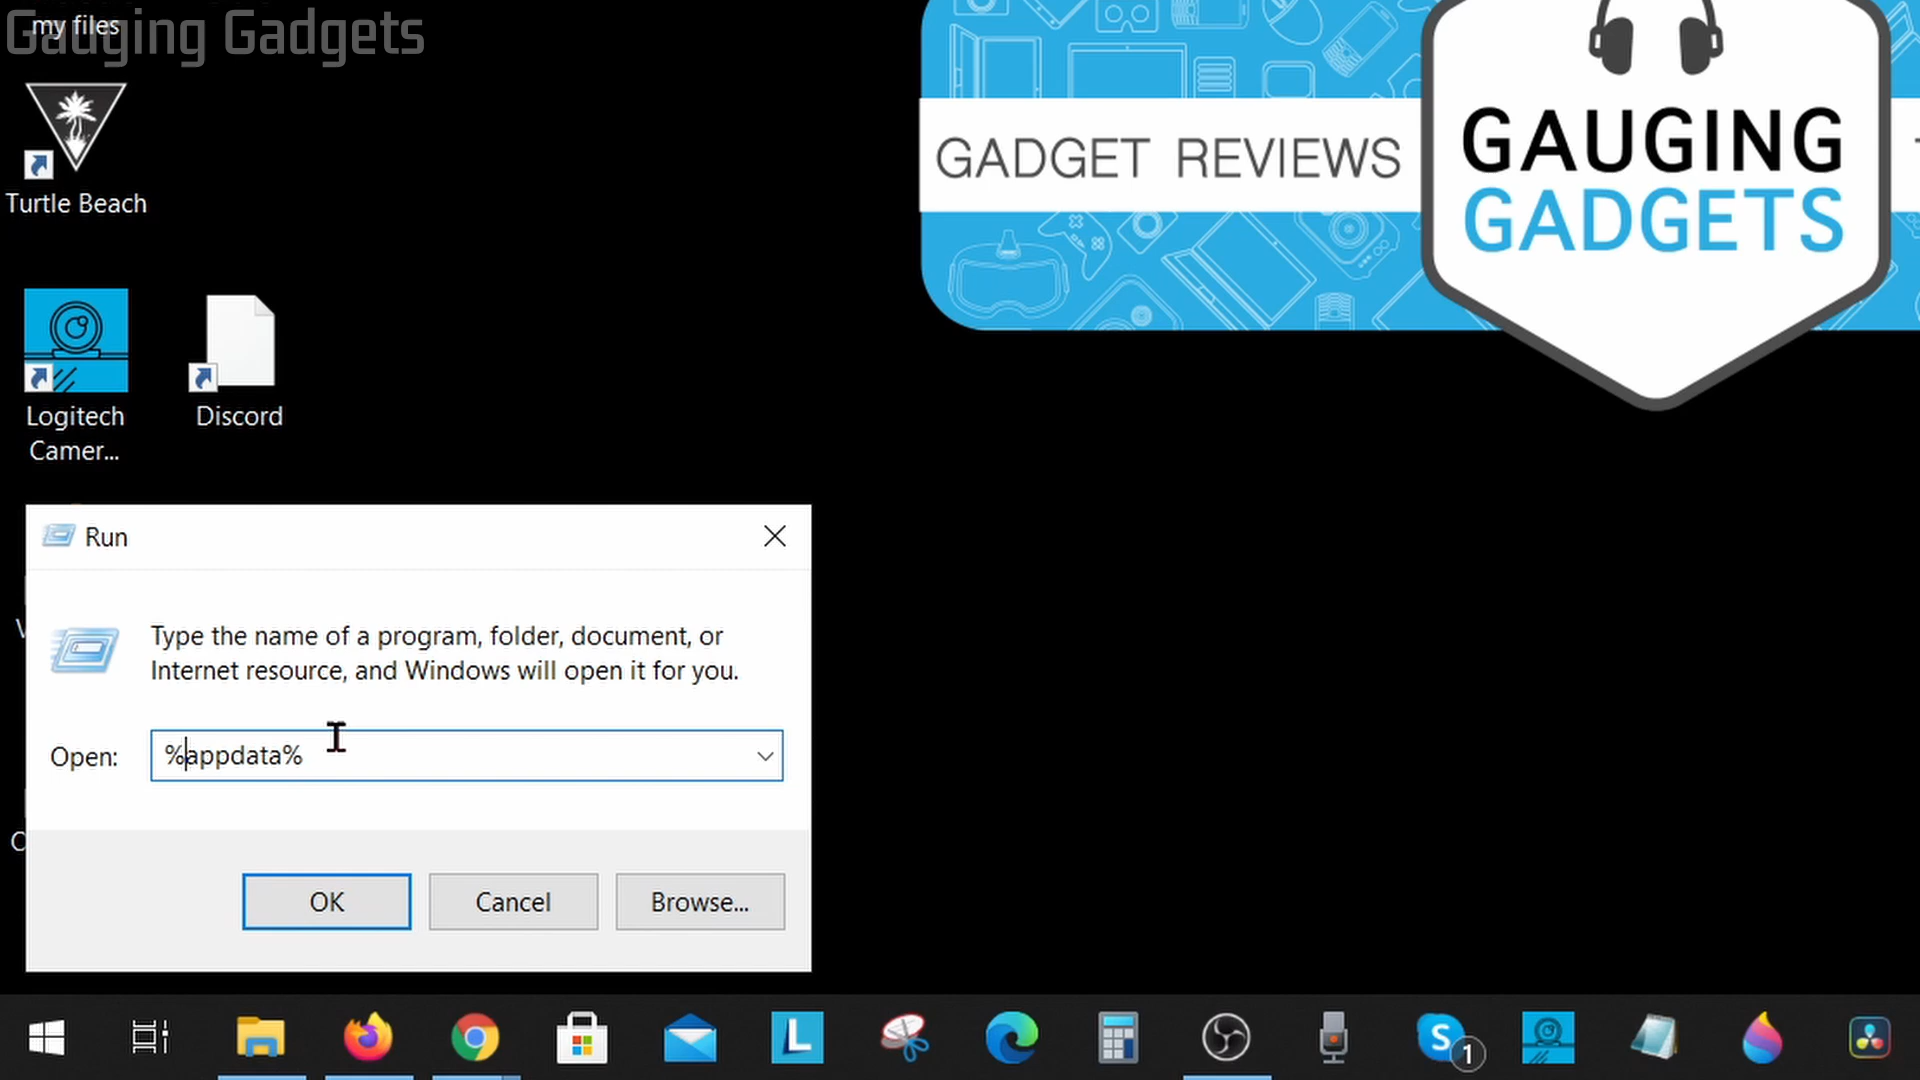 my files
Gauging Gadgets
Turtle Beach
GADGET REVIEWS
GAUGING
GADGETS
Logitech
Camer...
Discord
Run
Type the name of a program, folder, document, or
Internet resource, and Windows will open it for you.
Open:
%appdata%
OK
Cancel
Browse...
L
S
1